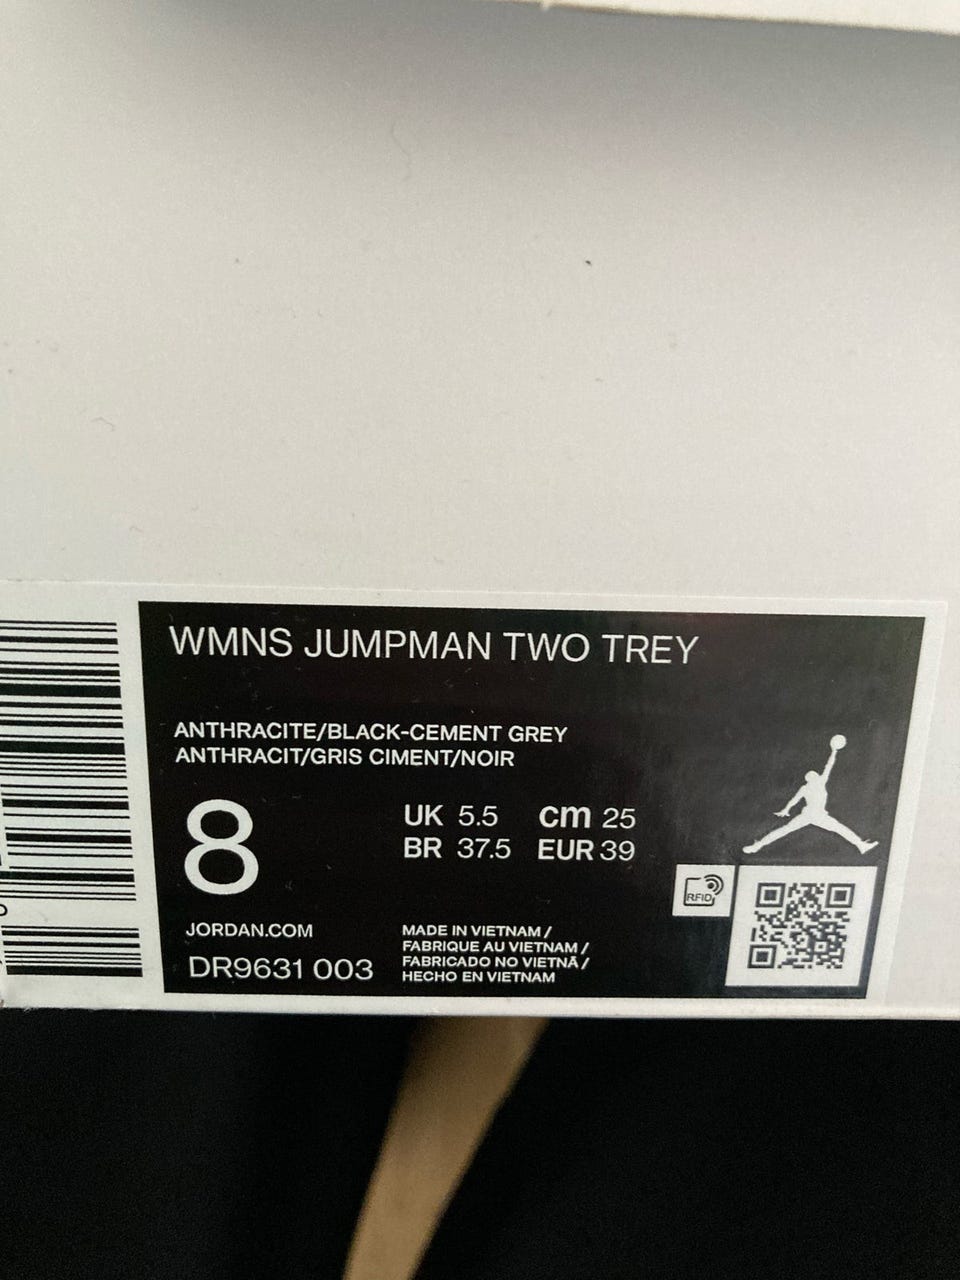 WMNS JUMPMAN TWO TREY
ANTHRACITE/BLACK-CEMENT GREY
ANTHRACIT/GRIS CIMENT/NOIR
8
UK 5.5 cm 25
BR 37.5 EUR 39
RFID
JORDAN.COM
DR9631 003
MADE IN VIETNAM /
FABRIQUE AU VIETNAM /
FABRICADO NO VIETNÃ /
HECHO EN VIETNAM